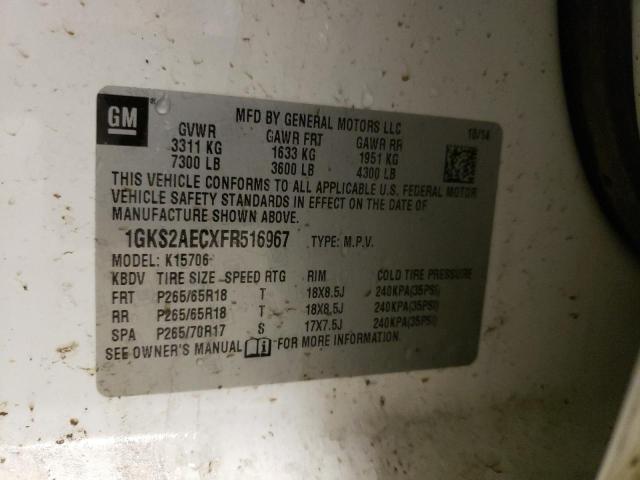 GM
MFD BY GENERAL MOTORS LLC 10/14
GVWR GAWR FRT GAWR RR
3311 KG 1633 KG 1951 KG
7300 LB 3600 LB 4300 LB
THIS VEHICLE CONFORMS TO ALL APPLICABLE U.S. FEDERAL MOTOR
VEHICLE SAFETY STANDARDS IN EFFECT ON THE DATE OF
MANUFACTURE SHOWN ABOVE.
1GKS2AECXFR516967 TYPE: M.P.V.
MODEL: K15706
KBDV TIRE SIZE SPEED RTG RIM COLD TIRE PRESSURE
FRT P265/65R18 T 18X8.5J 240KPA(35PSI)
RR P265/65R18 T 18X8.5J 240KPA(35PSI)
SPA P265/70R17 S 17X7.5J 240KPA(35PSI)
SEE OWNER'S MANUAL FOR MORE INFORMATION.